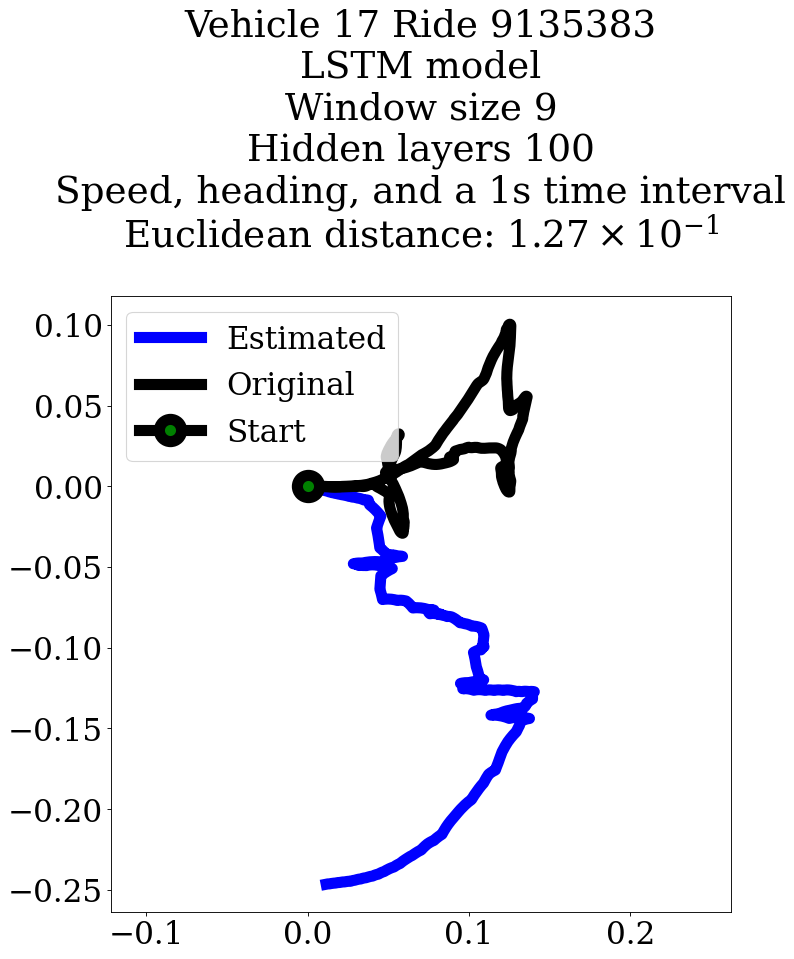 Vehicle 17 Ride 9135383
LSTM model
Window size 9
Hidden layers 100
Speed, heading, and a 1s time interval
Euclidean distance: 1.27 × 10⁻¹
Estimated
Original
Start
0.10
0.05
0.00
−0.05
−0.10
−0.15
−0.20
−0.25
−0.1
0.0
0.1
0.2